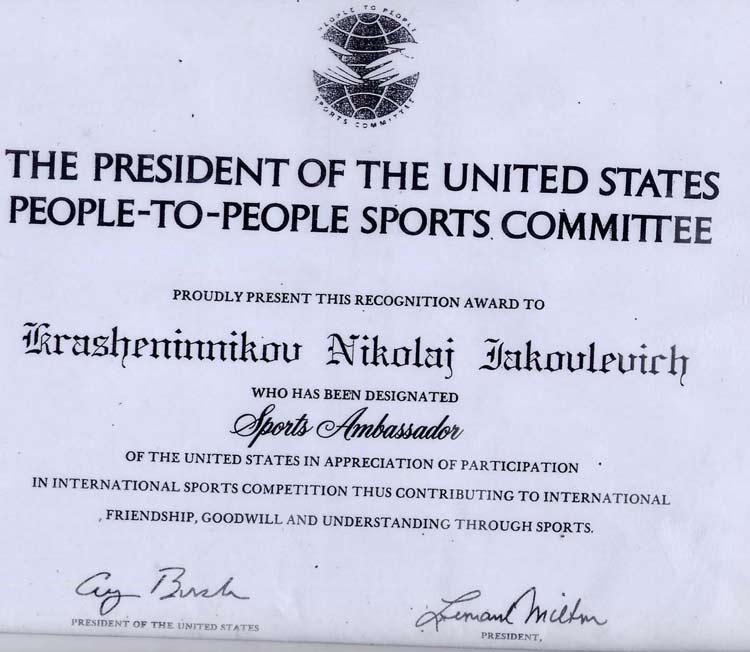 PEOPLE TO PEOPLE
SPORTS COMMITTEE
THE PRESIDENT OF THE UNITED STATES
PEOPLE-TO-PEOPLE SPORTS COMMITTEE
PROUDLY PRESENT THIS RECOGNITION AWARD TO
Krasheninnikov Nikolaj Iakovlevich
WHO HAS BEEN DESIGNATED
Sports Ambassador
OF THE UNITED STATES IN APPRECIATION OF PARTICIPATION
IN INTERNATIONAL SPORTS COMPETITION THUS CONTRIBUTING TO INTERNATIONAL
FRIENDSHIP, GOODWILL AND UNDERSTANDING THROUGH SPORTS.
Bush
Milton
PRESIDENT OF THE UNITED STATES
PRESIDENT,